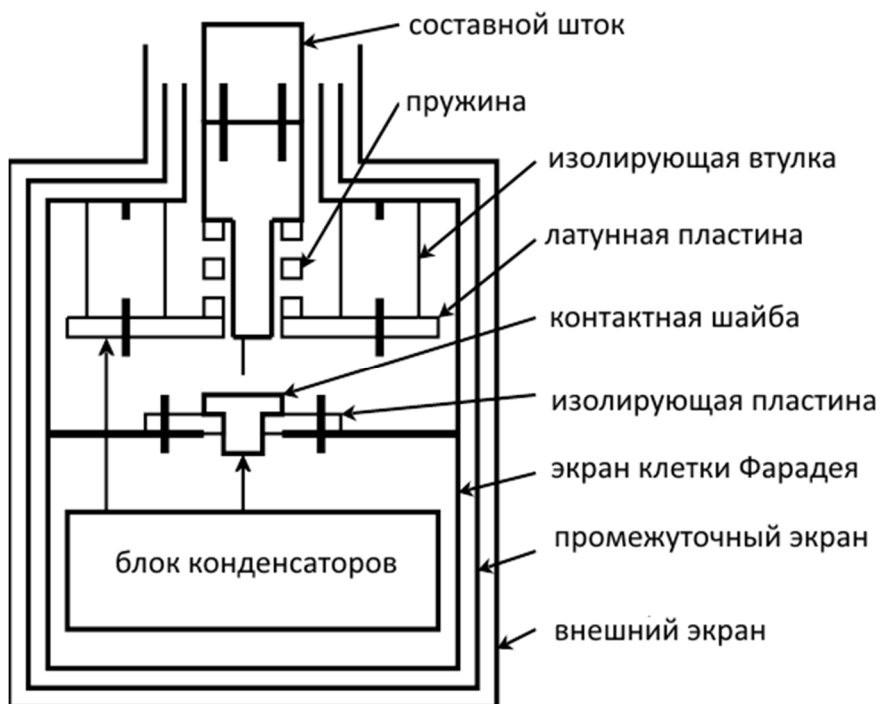 составной шток
пружина
изолирующая втулка
латунная пластина
контактная шайба
изолирующая пластина
экран клетки Фарадея
промежуточный экран
блок конденсаторов
внешний экран